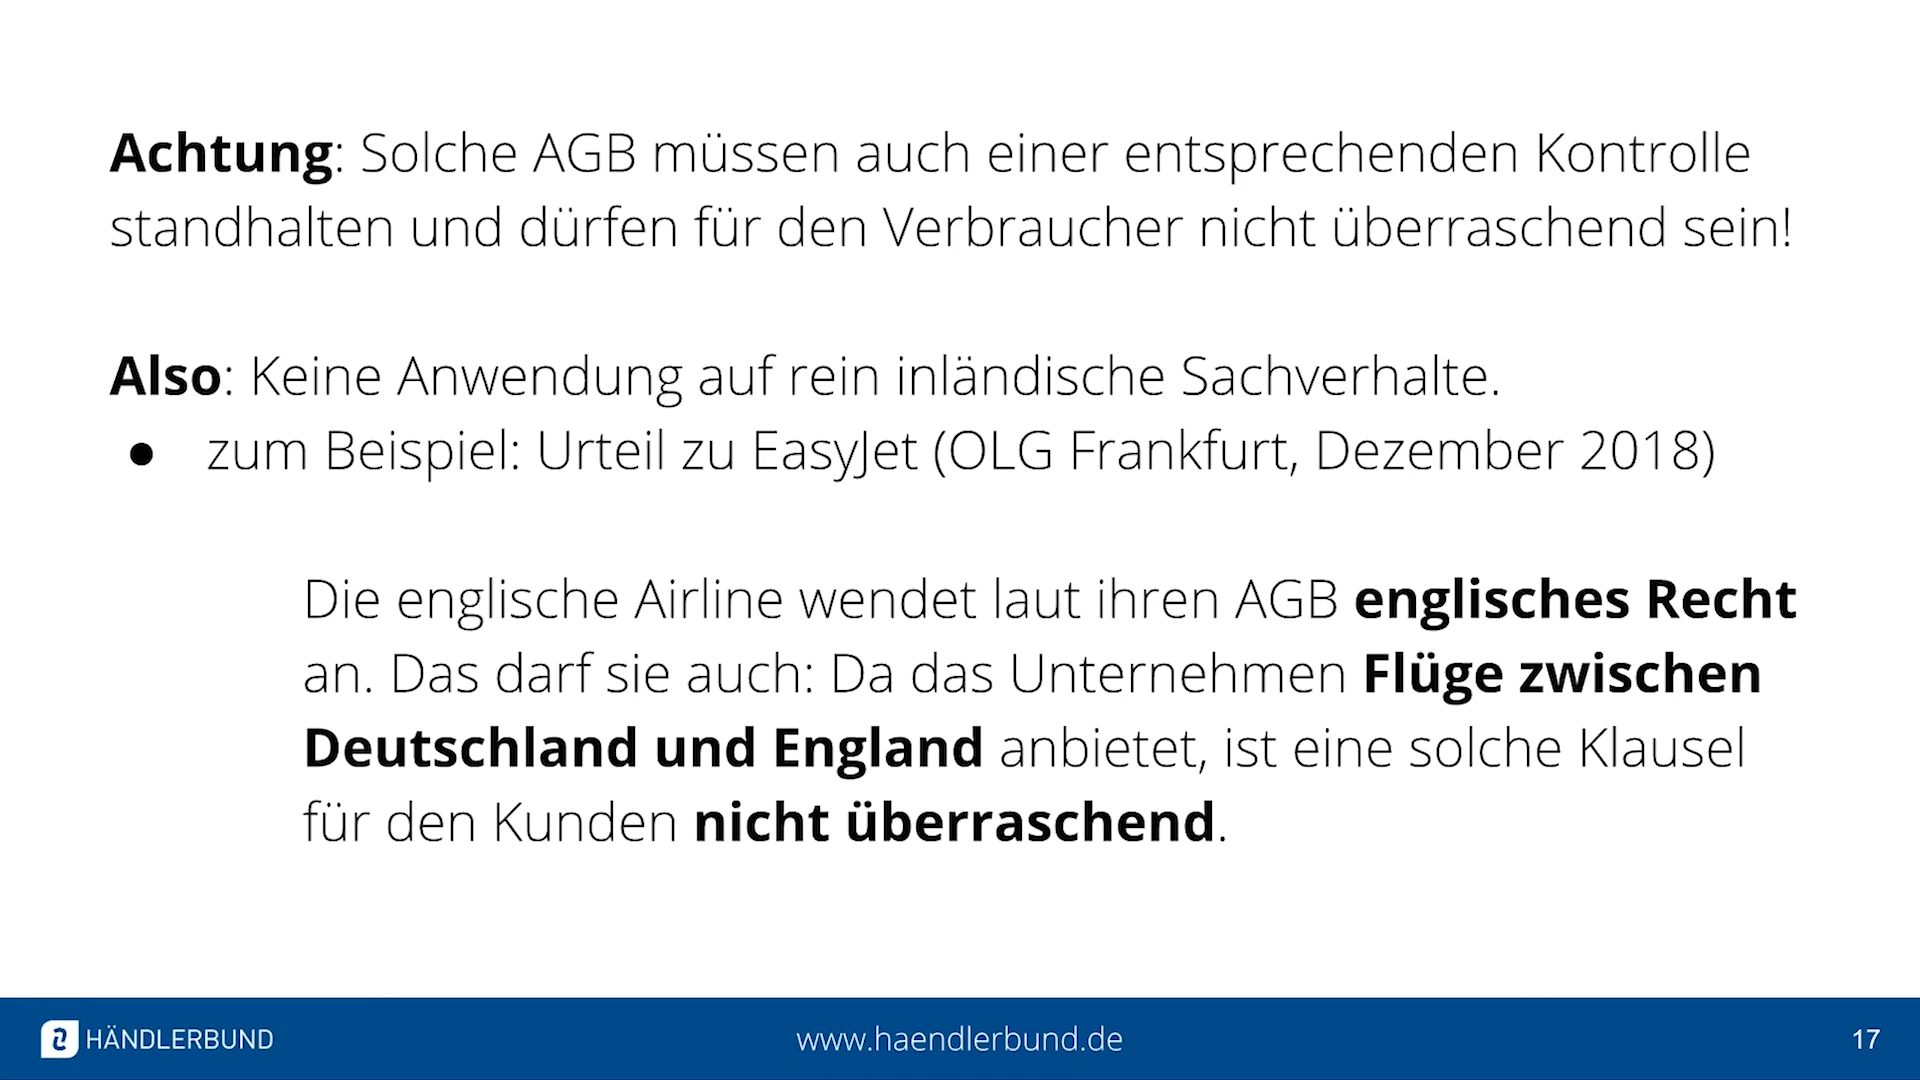 Achtung: Solche AGB müssen auch einer entsprechenden Kontrolle
standhalten und dürfen für den Verbraucher nicht überraschend sein!
Also: Keine Anwendung auf rein inländische Sachverhalte.
● zum Beispiel: Urteil zu EasyJet (OLG Frankfurt, Dezember 2018)
Die englische Airline wendet laut ihren AGB englisches Recht
an. Das darf sie auch: Da das Unternehmen Flüge zwischen
Deutschland und England anbietet, ist eine solche Klausel
für den Kunden nicht überraschend.
HÄNDLERBUND
www.haendlerbund.de
17